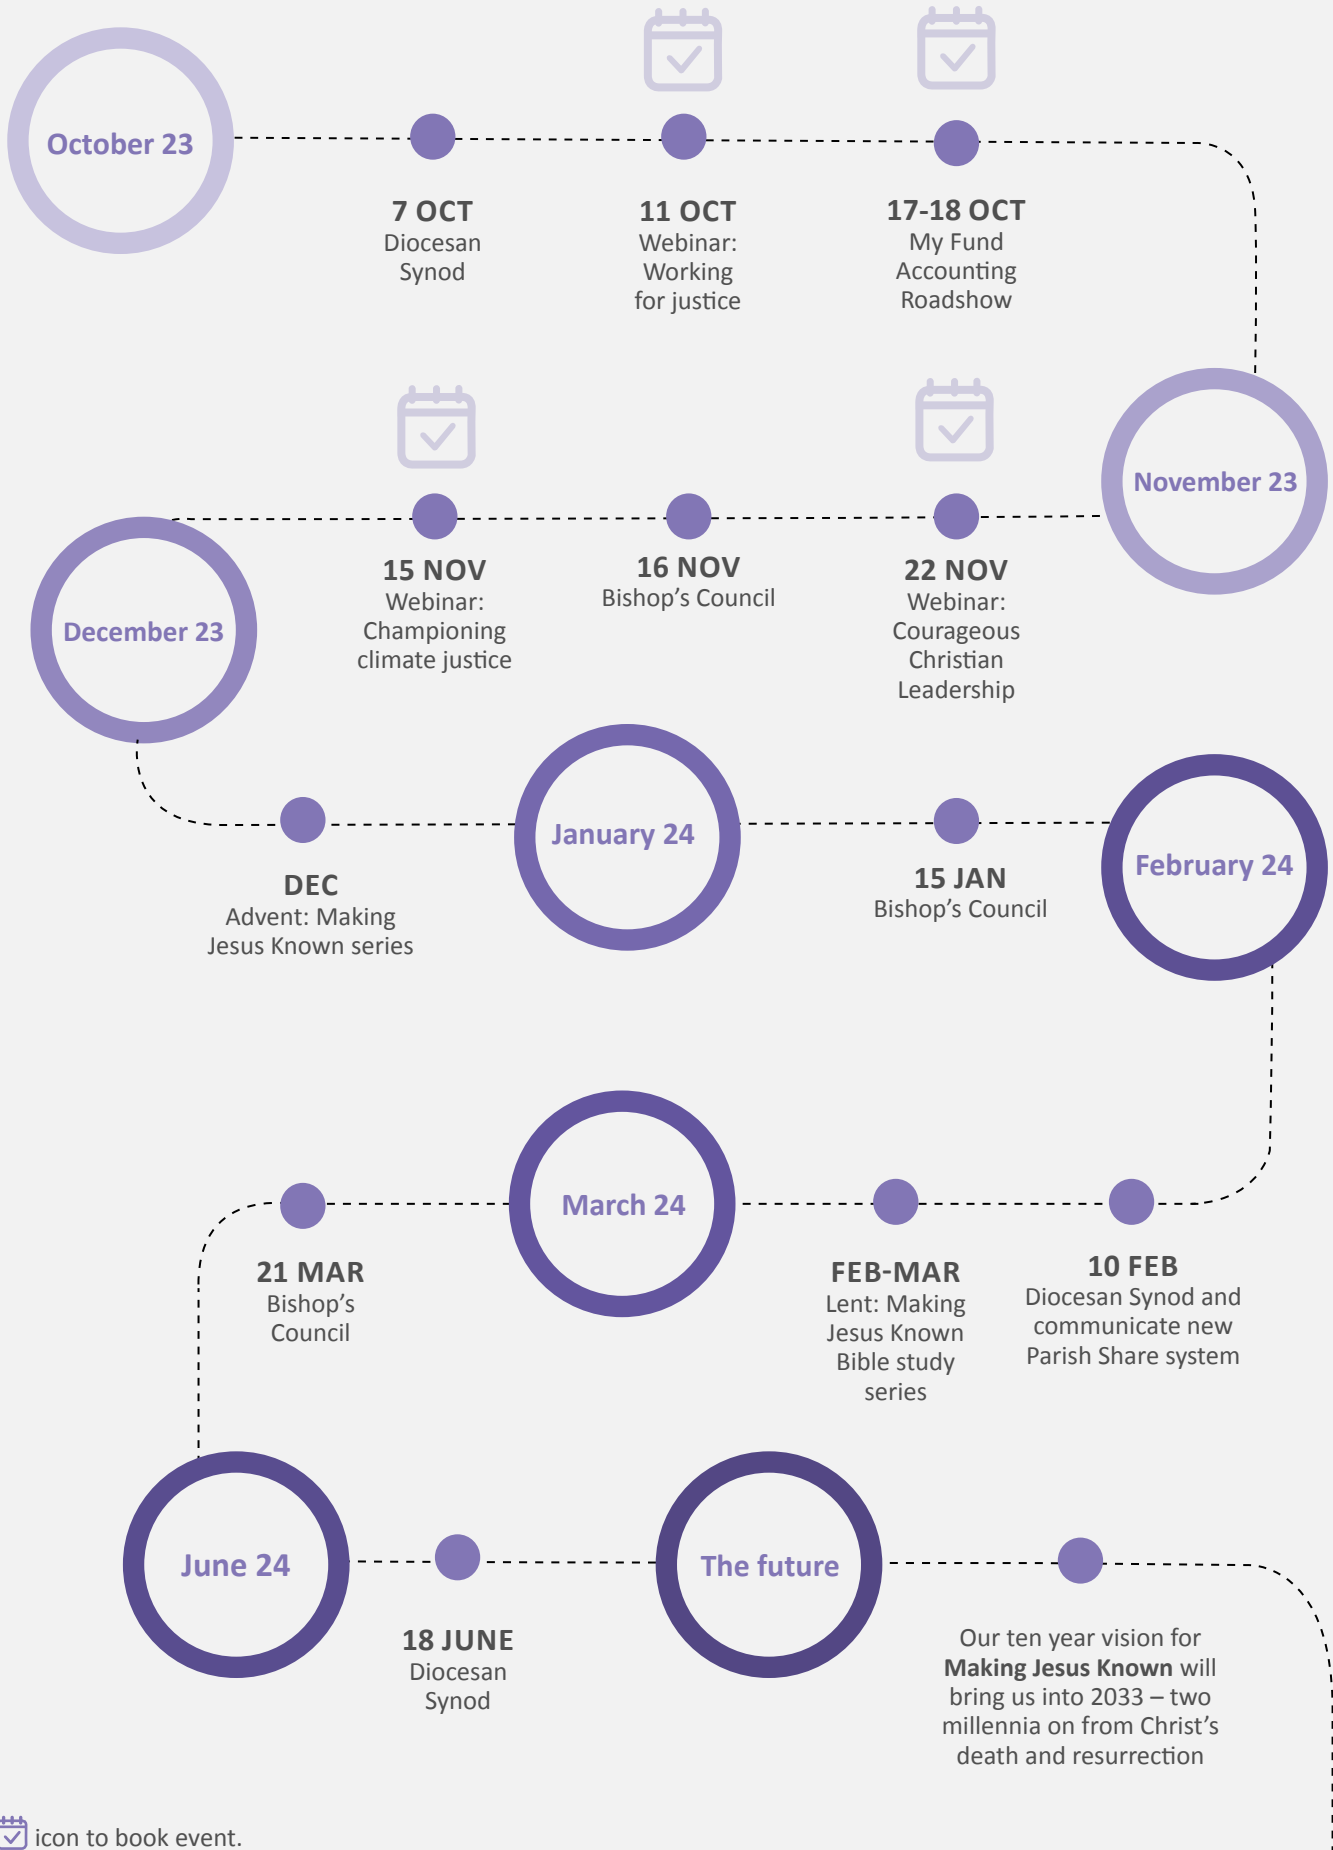 October 23
7 OCT
Diocesan
Synod
11 OCT
Webinar:
Working
for justice
17-18 OCT
My Fund
Accounting
Roadshow
November 23
22 NOV
Webinar:
Courageous
Christian
Leadership
16 NOV
Bishop’s Council
15 NOV
Webinar:
Championing
climate justice
December 23
DEC
Advent: Making
Jesus Known series
January 24
15 JAN
Bishop’s Council
February 24
10 FEB
Diocesan Synod and
communicate new
Parish Share system
FEB-MAR
Lent: Making
Jesus Known
Bible study
series
March 24
21 MAR
Bishop’s
Council
June 24
18 JUNE
Diocesan
Synod
The future
Our ten year vision for
Making Jesus Known will
bring us into 2033 – two
millennia on from Christ’s
death and resurrection
icon to book event.